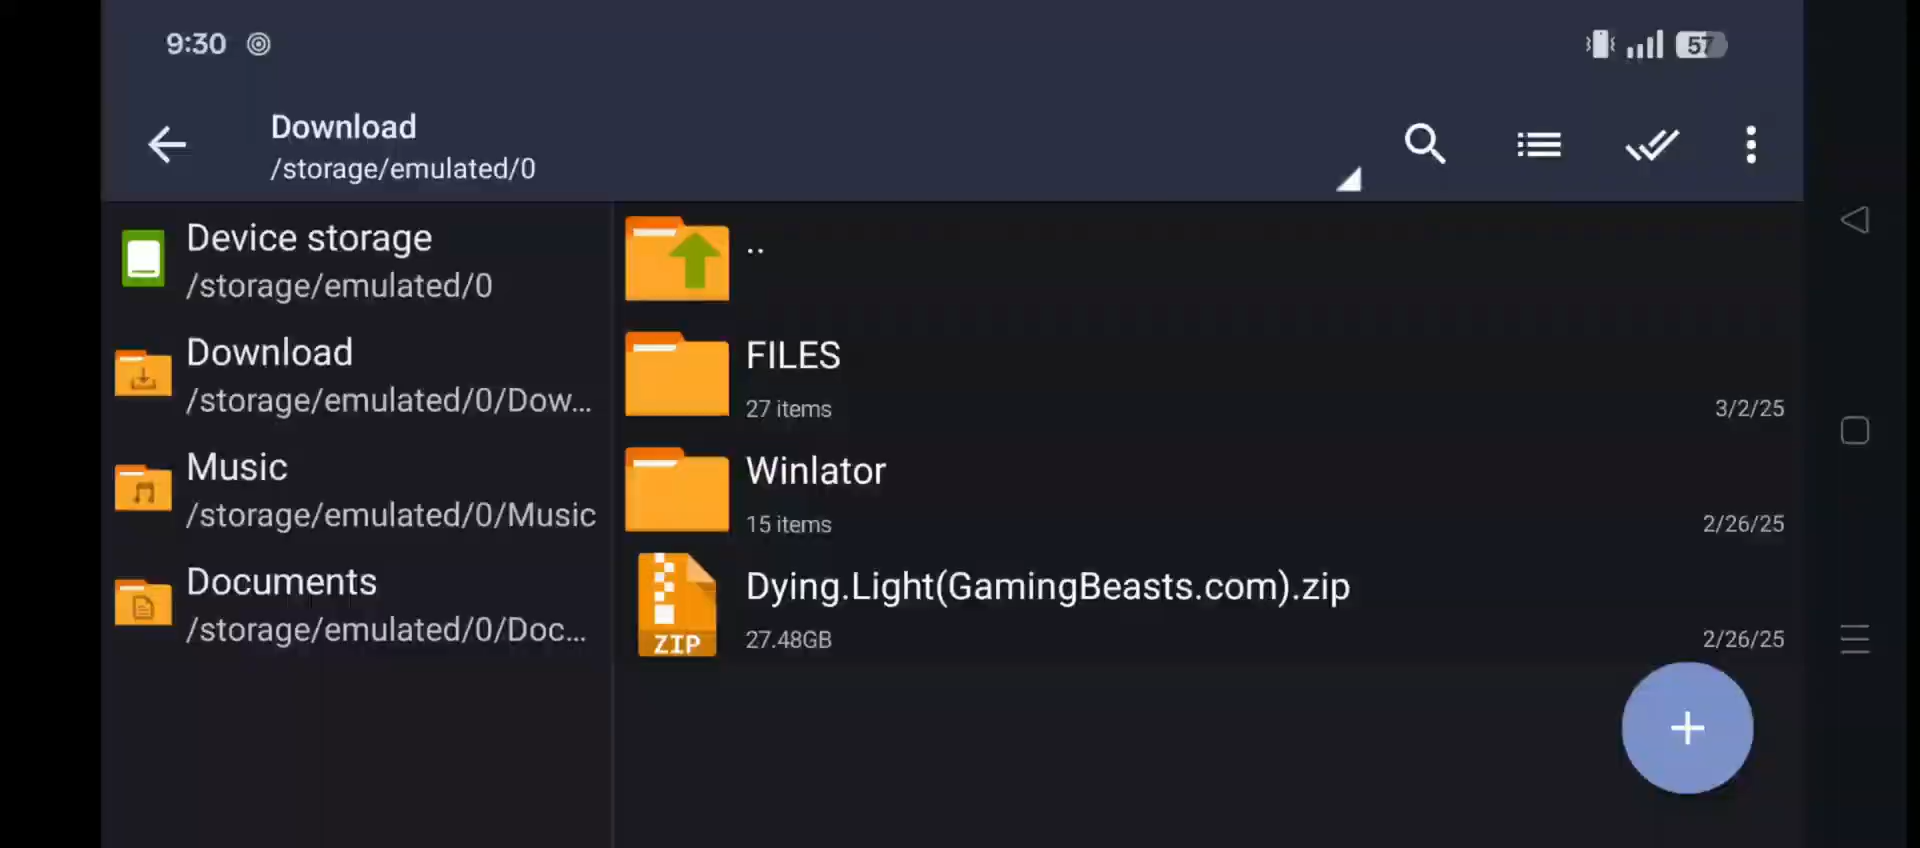 9:30
57
Download
/storage/emulated/0
Device storage
/storage/emulated/0
Download
/storage/emulated/0/Dow...
Music
/storage/emulated/0/Music
Documents
/storage/emulated/0/Doc...
..
FILES
27 items
3/2/25
Winlator
15 items
2/26/25
Dying.Light(GamingBeasts.com).zip
ZIP
27.48GB
2/26/25